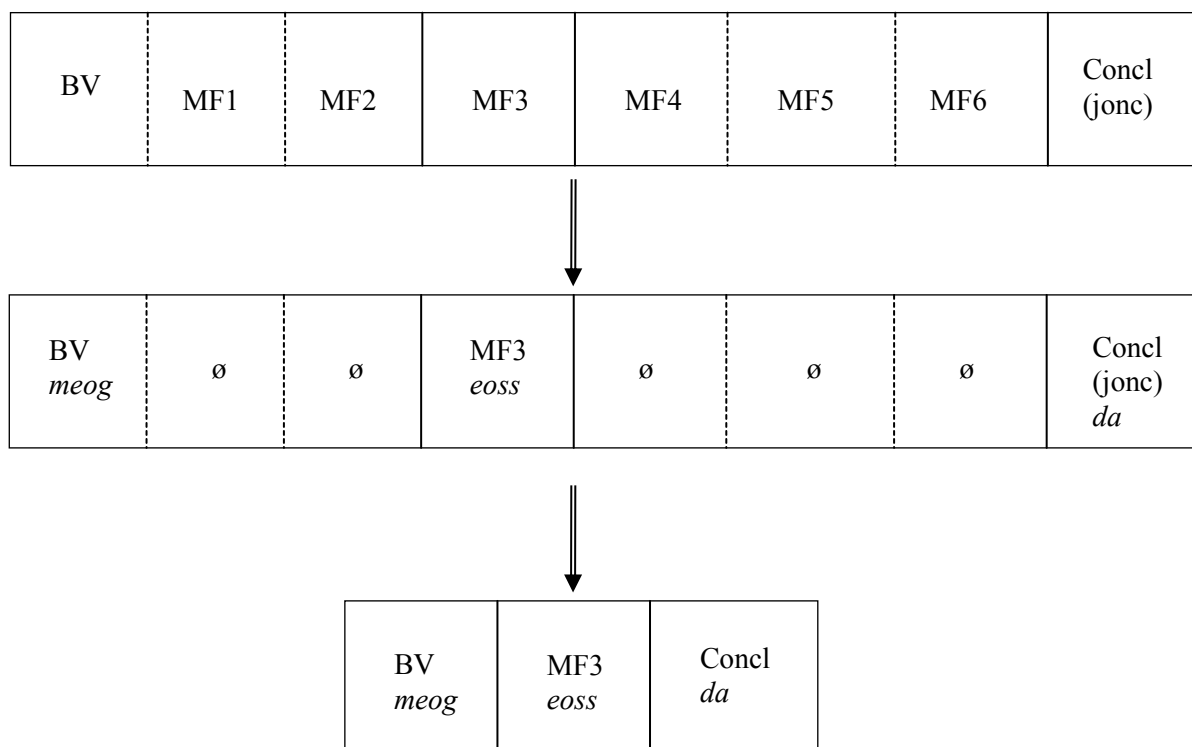 BV MF1 MF2 MF3 MF4 MF5 MF6 Concl
(jonc)
BV
meog
ø ø
MF3
eoss
ø ø ø
Concl
(jonc)
da
BV
meog
MF3
eoss
Concl
da